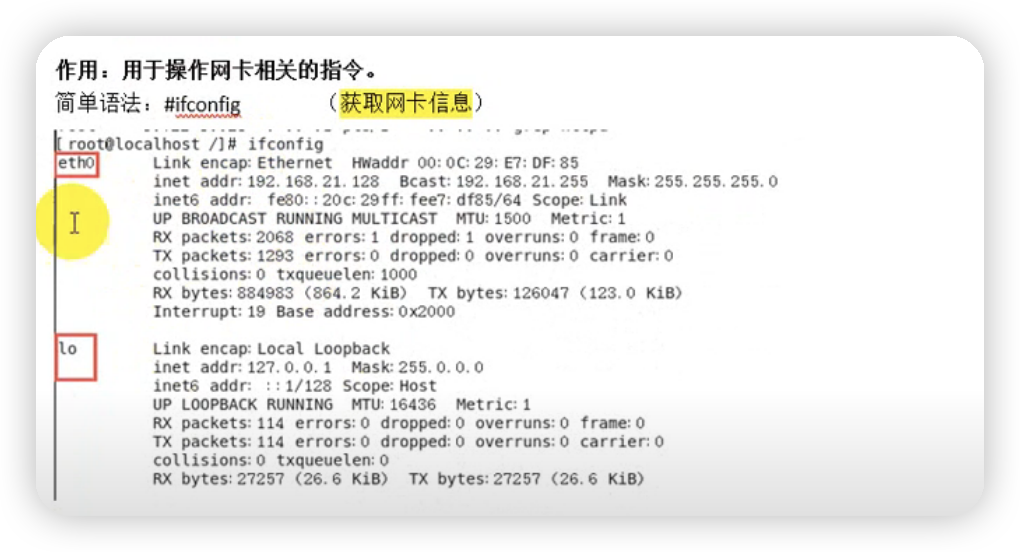 作用：用于操作网卡相关的指令。
简单语法：#ifconfig （获取网卡信息）
[root@localhost /]# ifconfig
eth0 Link encap:Ethernet HWaddr 00:0C:29:E7:DF:85
inet addr:192.168.21.128 Bcast:192.168.21.255 Mask:255.255.255.0
inet6 addr: fe80::20c:29ff:fee7:df85/64 Scope:Link
UP BROADCAST RUNNING MULTICAST MTU:1500 Metric:1
RX packets:2068 errors:1 dropped:1 overruns:0 frame:0
TX packets:1293 errors:0 dropped:0 overruns:0 carrier:0
collisions:0 txqueuelen:1000
RX bytes:884983 (864.2 KiB) TX bytes:126047 (123.0 KiB)
Interrupt:19 Base address:0x2000
lo Link encap:Local Loopback
inet addr:127.0.0.1 Mask:255.0.0.0
inet6 addr: ::1/128 Scope:Host
UP LOOPBACK RUNNING MTU:16436 Metric:1
RX packets:114 errors:0 dropped:0 overruns:0 frame:0
TX packets:114 errors:0 dropped:0 overruns:0 carrier:0
collisions:0 txqueuelen:0
RX bytes:27257 (26.6 KiB) TX bytes:27257 (26.6 KiB)